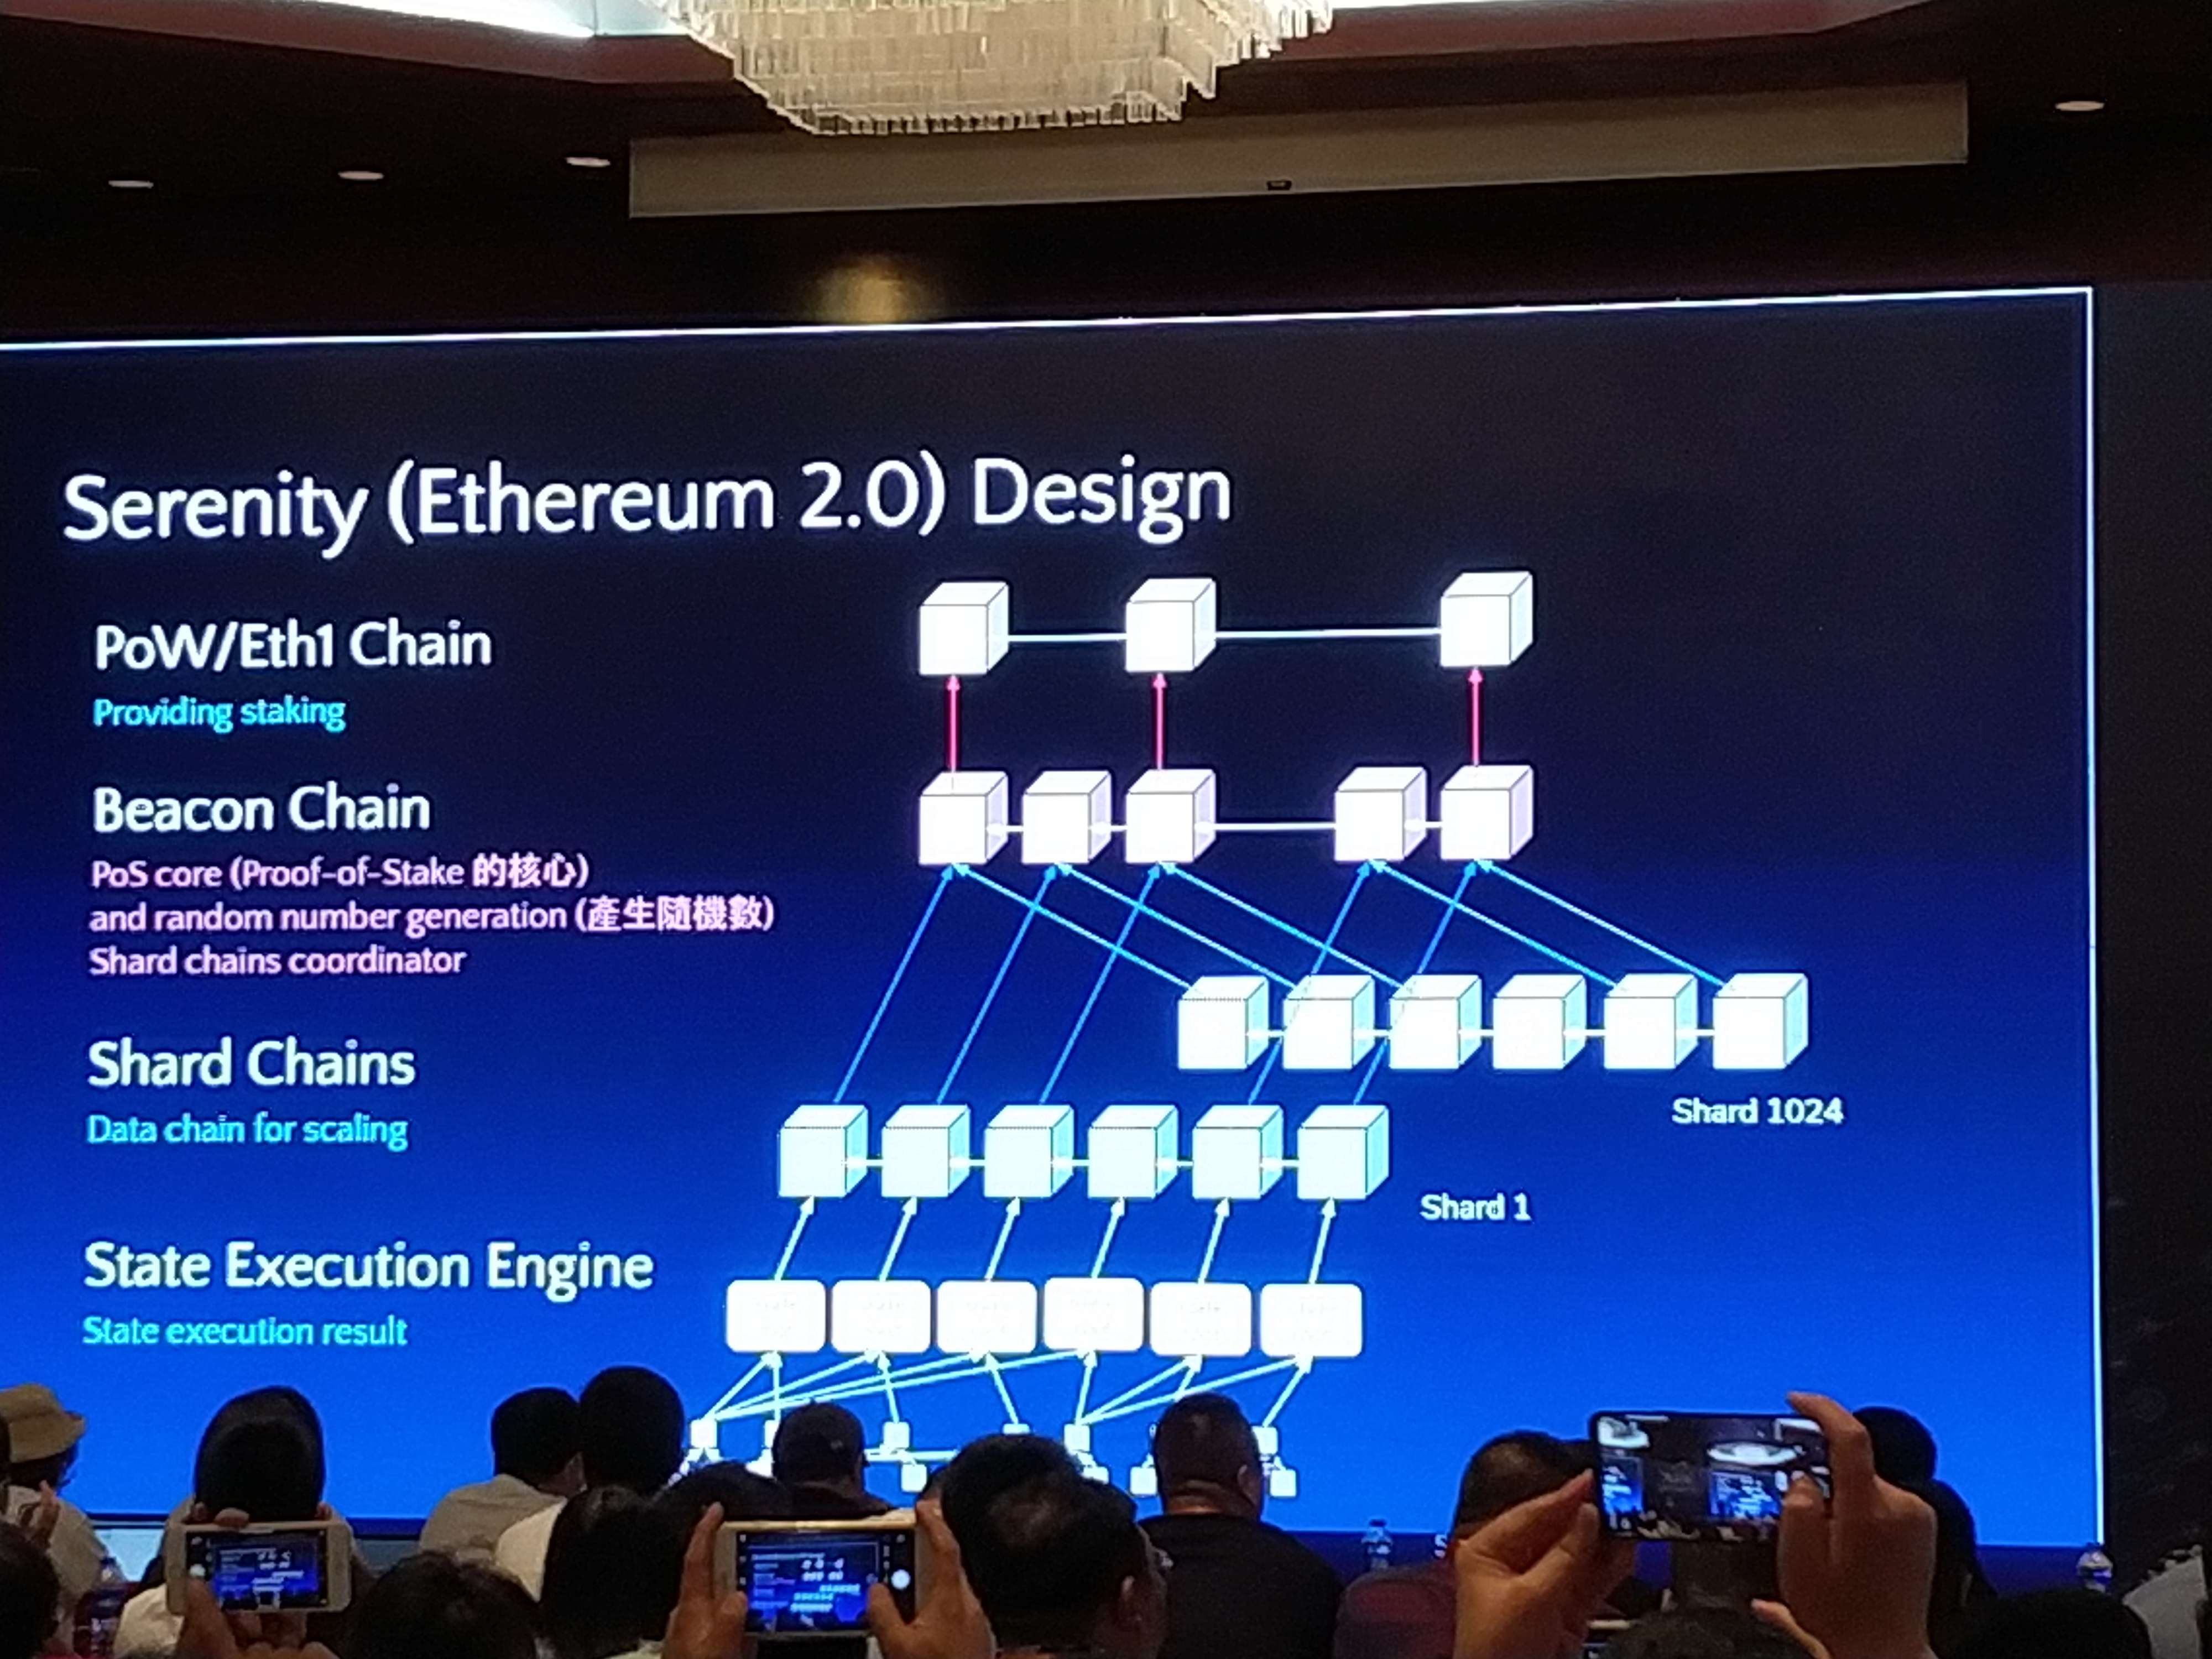 Serenity (Ethereum 2.0) Design
PoW/Eth1 Chain
Providing staking
Beacon Chain
PoS core (Proof-of-Stake 的核心)
and random number generation (產生隨機數)
Shard chains coordinator
Shard Chains
Data chain for scaling
Shard 1024
Shard 1
State Execution Engine
State execution result